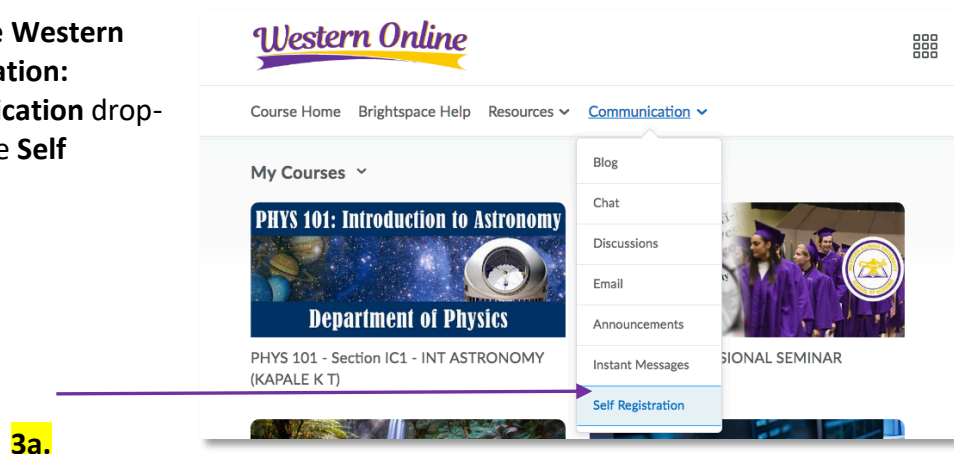 e Western
ation:
ication drop-
e Self
3a.
Western Online
Course Home Brightspace Help Resources Communication
My Courses
Blog
Chat
Discussions
Email
Announcements
Instant Messages
Self Registration
PHYS 101: Introduction to Astronomy
Department of Physics
PHYS 101 - Section IC1 - INT ASTRONOMY
(KAPALE K T)
SIONAL SEMINAR